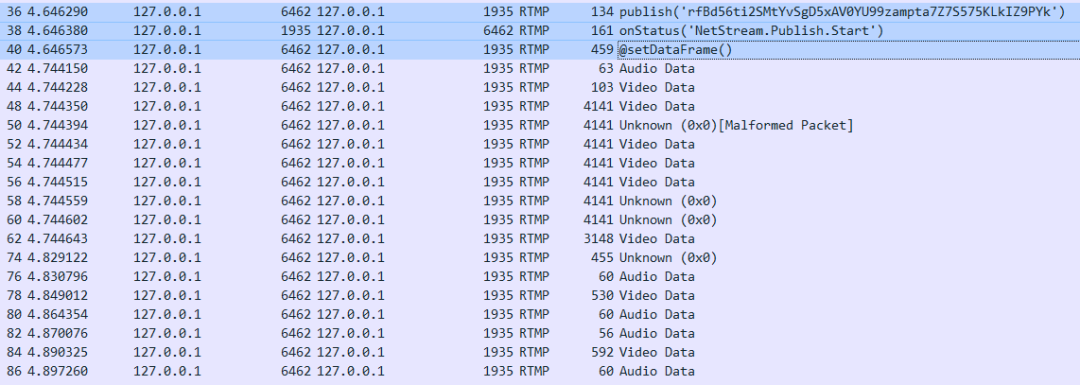 36 4.646290 127.0.0.1 6462 127.0.0.1 1935 RTMP 134 publish('rfBd56ti2SMtYvSgD5xAV0YU99zampta7Z7S575KLkIZ9PYk')
38 4.646380 127.0.0.1 1935 127.0.0.1 6462 RTMP 161 onStatus('NetStream.Publish.Start')
40 4.646573 127.0.0.1 6462 127.0.0.1 1935 RTMP 459 @setDataFrame()
42 4.744150 127.0.0.1 6462 127.0.0.1 1935 RTMP 63 Audio Data
44 4.744228 127.0.0.1 6462 127.0.0.1 1935 RTMP 103 Video Data
48 4.744350 127.0.0.1 6462 127.0.0.1 1935 RTMP 4141 Video Data
50 4.744394 127.0.0.1 6462 127.0.0.1 1935 RTMP 4141 Unknown (0x0)[Malformed Packet]
52 4.744434 127.0.0.1 6462 127.0.0.1 1935 RTMP 4141 Video Data
54 4.744477 127.0.0.1 6462 127.0.0.1 1935 RTMP 4141 Video Data
56 4.744515 127.0.0.1 6462 127.0.0.1 1935 RTMP 4141 Video Data
58 4.744559 127.0.0.1 6462 127.0.0.1 1935 RTMP 4141 Unknown (0x0)
60 4.744602 127.0.0.1 6462 127.0.0.1 1935 RTMP 4141 Unknown (0x0)
62 4.744643 127.0.0.1 6462 127.0.0.1 1935 RTMP 3148 Video Data
74 4.829122 127.0.0.1 6462 127.0.0.1 1935 RTMP 455 Unknown (0x0)
76 4.830796 127.0.0.1 6462 127.0.0.1 1935 RTMP 60 Audio Data
78 4.849012 127.0.0.1 6462 127.0.0.1 1935 RTMP 530 Video Data
80 4.864354 127.0.0.1 6462 127.0.0.1 1935 RTMP 60 Audio Data
82 4.870076 127.0.0.1 6462 127.0.0.1 1935 RTMP 56 Audio Data
84 4.890325 127.0.0.1 6462 127.0.0.1 1935 RTMP 592 Video Data
86 4.897260 127.0.0.1 6462 127.0.0.1 1935 RTMP 60 Audio Data